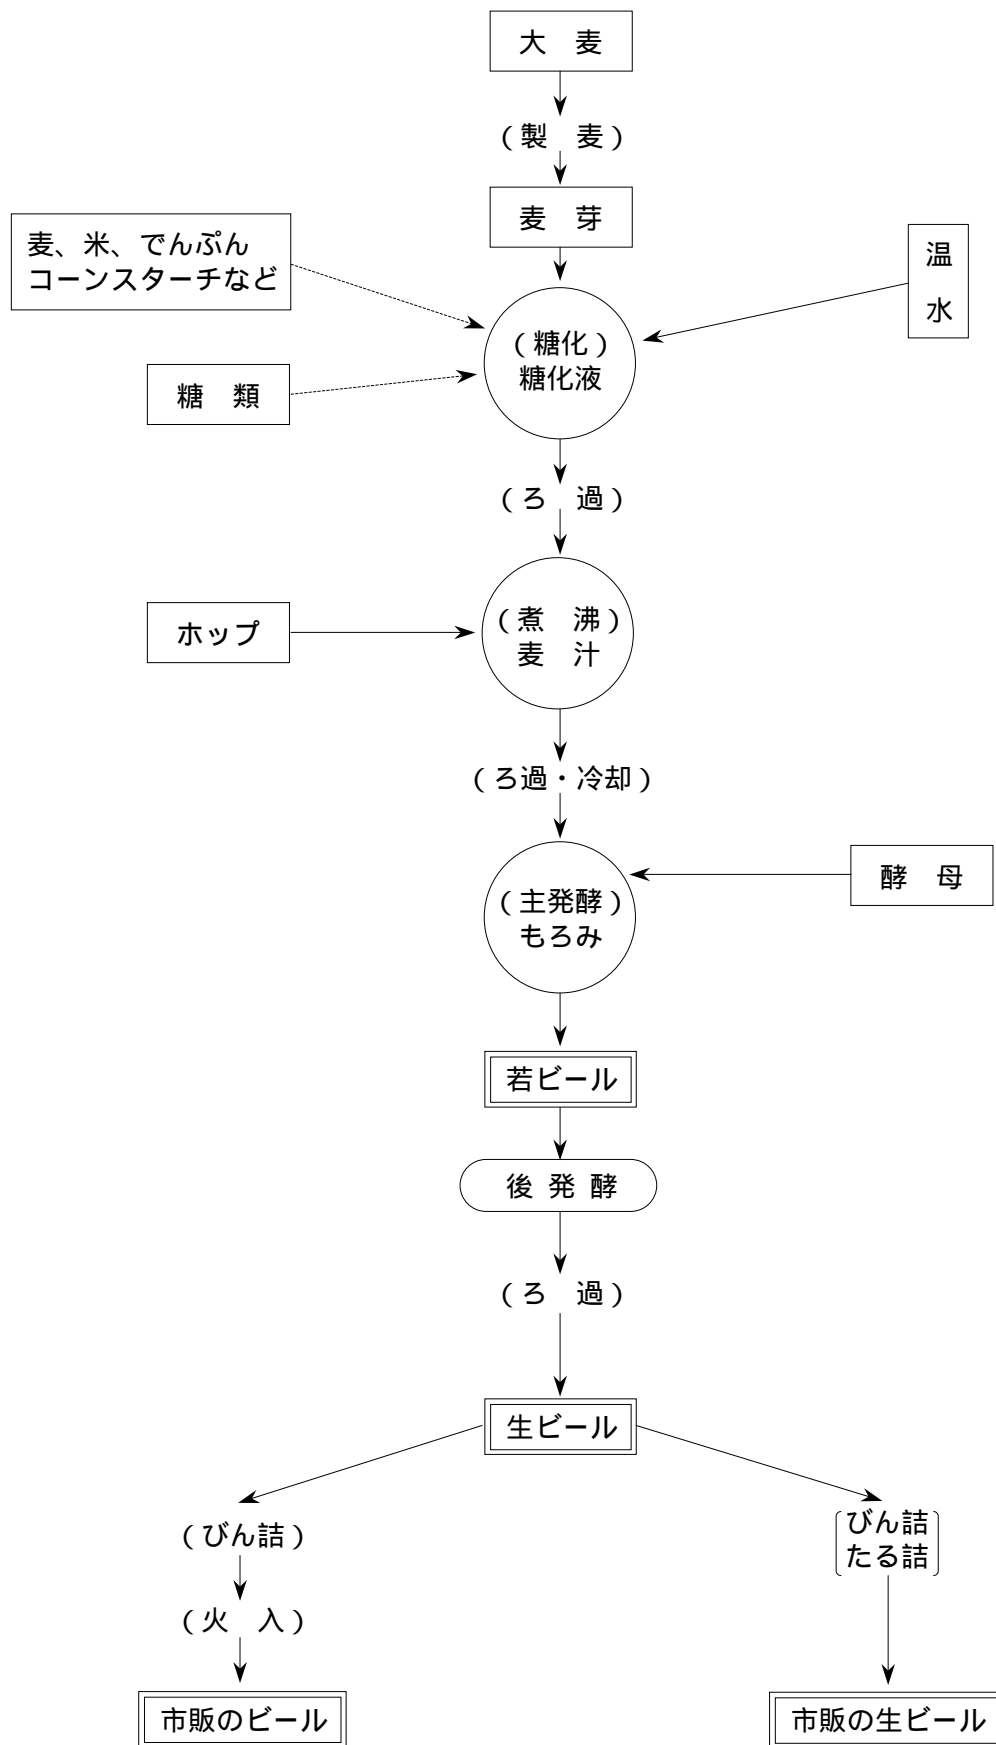 大　麦
（製　麦）
麦　芽
麦、米、でんぷん
コーンスターチなど
温
水
（糖化）
糖化液
糖　類
（ろ　過）
ホップ
（煮　沸）
麦　汁
（ろ過・冷却）
酵　母
（主発酵）
もろみ
若ビール
後 発 酵
（ろ　過）
生ビール
（びん詰）
びん詰
たる詰
（火　入）
市販のビール
市販の生ビール